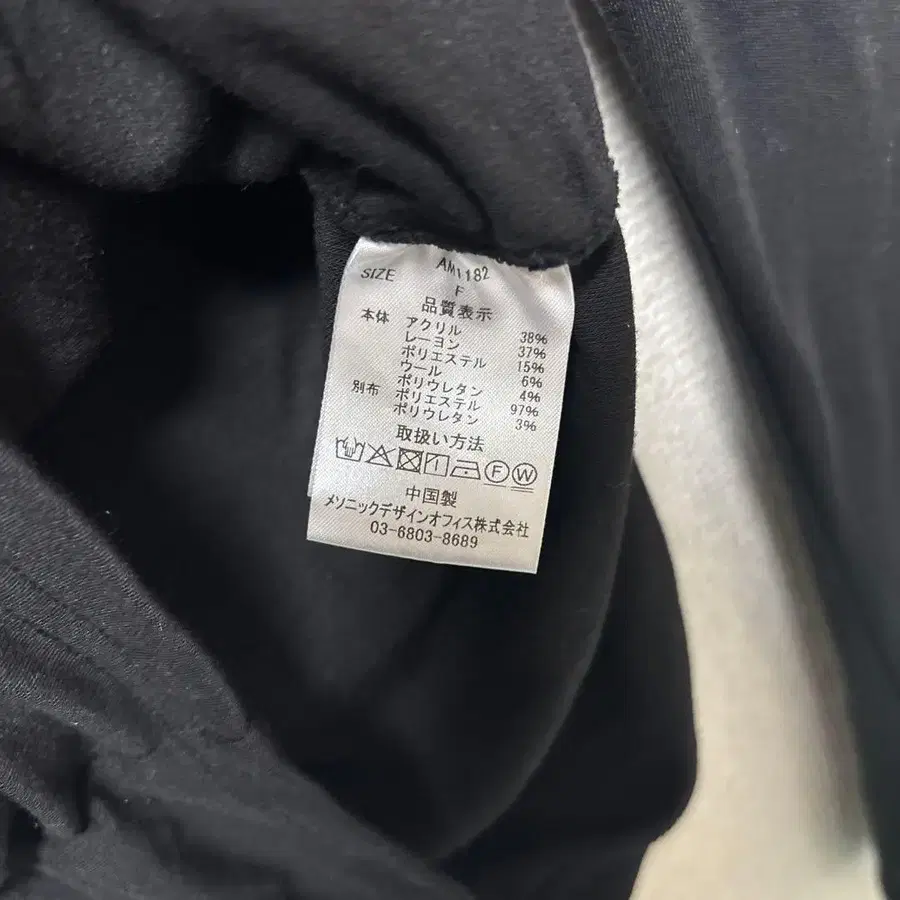 AM1182
SIZE F
品質表示
本体 アクリル 38%
レーヨン 37%
ポリエステル 15%
ウール 6%
ポリウレタン 4%
別布 ポリエステル 97%
ポリウレタン 3%
取扱い方法
F W
中国製
メソニックデザインオフィス株式会社
03-6803-8689